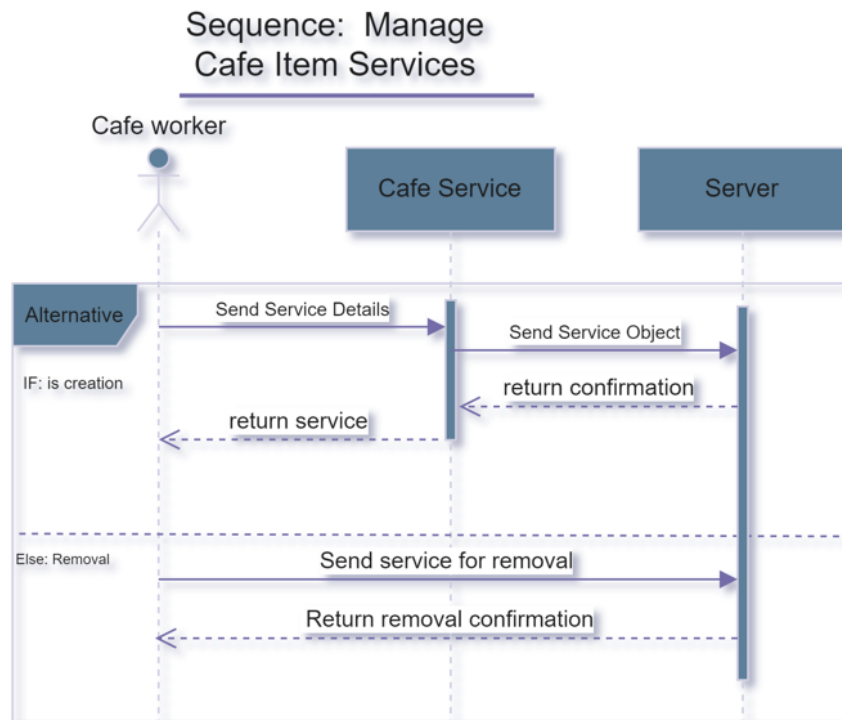 Sequence: Manage
Cafe Item Services
Cafe worker
Cafe Service
Server
Alternative
Send Service Details
Send Service Object
IF: is creation
return confirmation
return service
Else: Removal
Send service for removal
Return removal confirmation